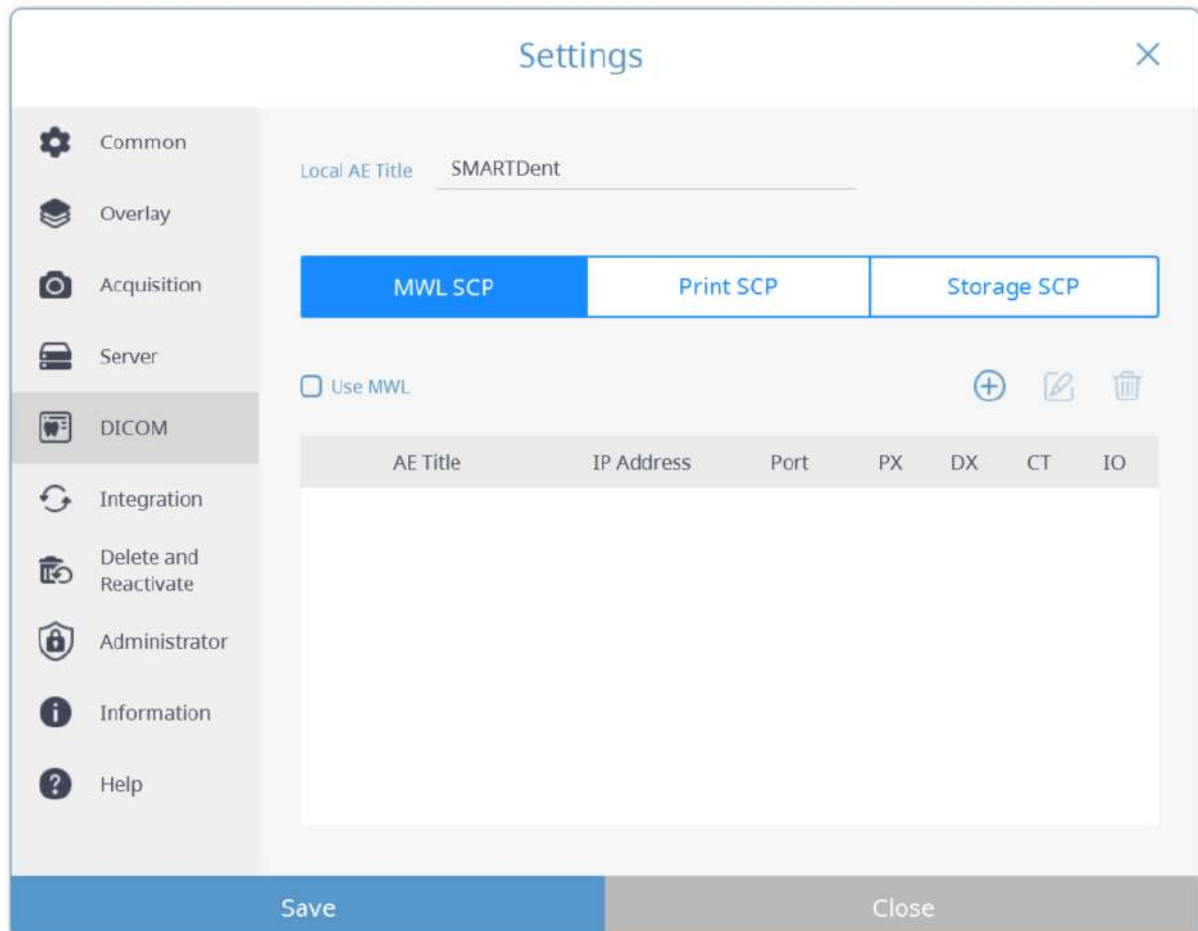 Settings
Common
Overlay
Acquisition
Server
DICOM
Integration
Delete and
Reactivate
Administrator
Information
Help
Local AE Title SMARTDent
MWL SCP Print SCP Storage SCP
Use MWL
AE Title IP Address Port PX DX CT IO
Save Close